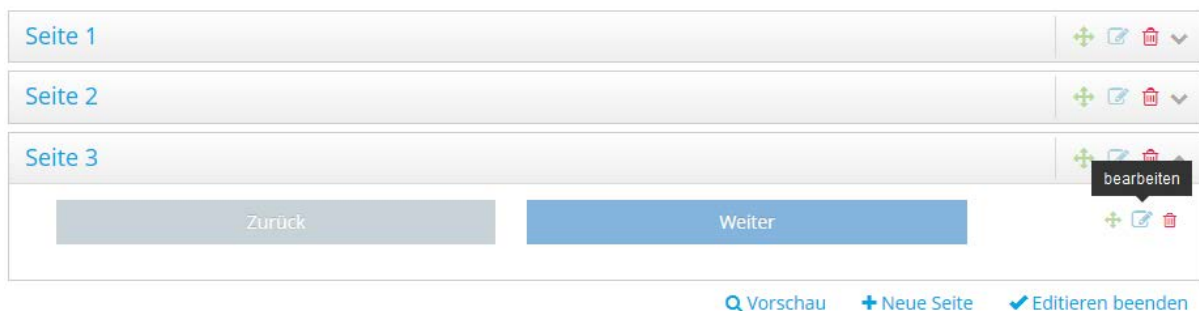 Seite 1
Seite 2
Seite 3
bearbeiten
Zurück Weiter
Vorschau Neue Seite Editieren beenden